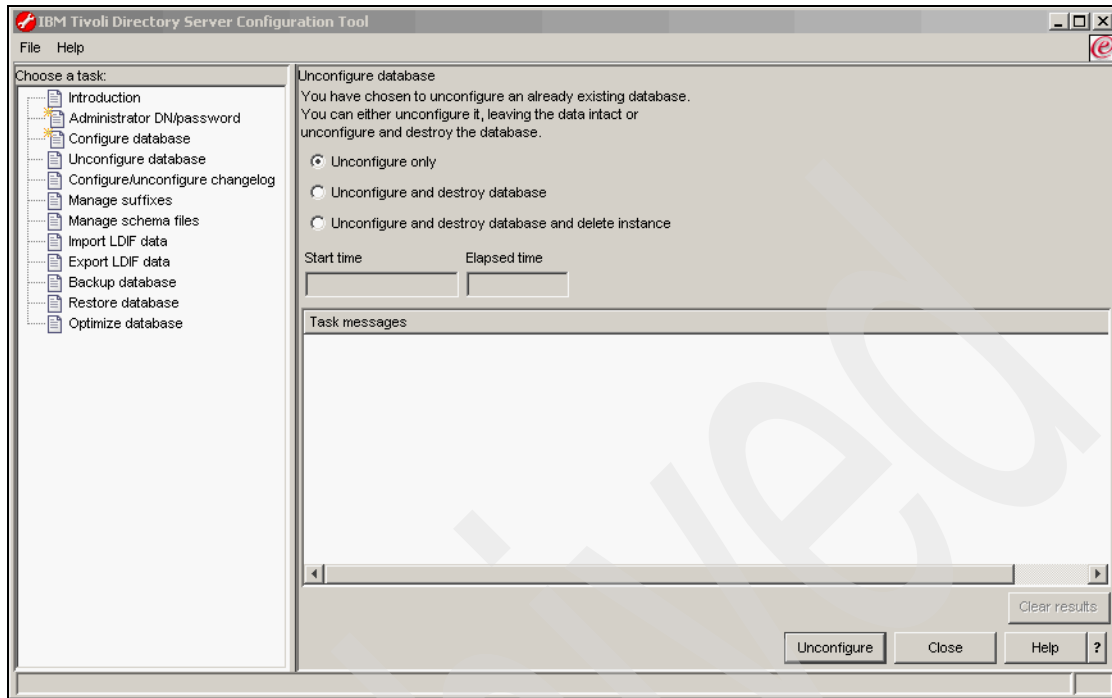 IBM Tivoli Directory Server Configuration Tool
File Help
Choose a task:
Introduction
Administrator DN/password
Configure database
Unconfigure database
Configure/unconfigure changelog
Manage suffixes
Manage schema files
Import LDIF data
Export LDIF data
Backup database
Restore database
Optimize database
Unconfigure database
You have chosen to unconfigure an already existing database.
You can either unconfigure it, leaving the data intact or
unconfigure and destroy the database.
Unconfigure only
Unconfigure and destroy database
Unconfigure and destroy database and delete instance
Start time Elapsed time
Task messages
Clear results
Unconfigure Close Help ?